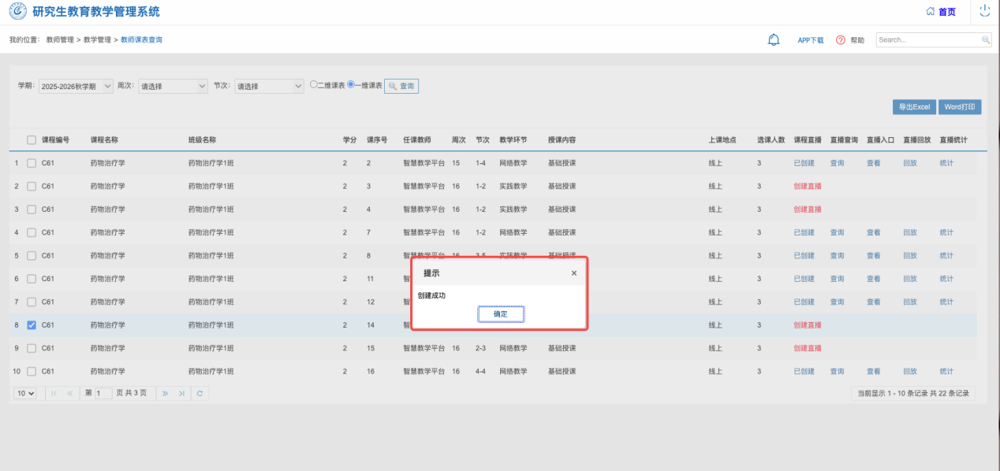 研究生教育教学管理系统 首页
我的位置： 教师管理 > 教学管理 > 教师课表查询 APP下载 帮助 Search...
学期: 2025-2026秋学期 周次: 请选择 节次: 请选择 二维课表 一维课表 查询
导出Excel Word打印
课程编号 课程名称 班级名称 学分 课序号 任课教师 周次 节次 教学环节 授课内容 上课地点 选课人数 课程直播 直播查询 直播入口 直播回放 直播统计
1 C61 药物治疗学 药物治疗学1班 2 2 智慧教学平台 15 1-4 网络教学 基础授课 线上 3 已创建 查询 查看 回放 统计
2 C61 药物治疗学 药物治疗学1班 2 3 智慧教学平台 16 1-2 实践教学 基础授课 线上 3 创建直播
3 C61 药物治疗学 药物治疗学1班 2 4 智慧教学平台 16 1-2 实践教学 基础授课 线上 3 创建直播
4 C61 药物治疗学 药物治疗学1班 2 7 智慧教学平台 16 1-2 网络教学 基础授课 线上 3 已创建 查询 查看 回放 统计
5 C61 药物治疗学 药物治疗学1班 2 8 智慧教学平台 16 3-5 实践教学 基础授课 线上 3 已创建 查询 查看 回放 统计
6 C61 药物治疗学 药物治疗学1班 2 11 线上 3 已创建 查询 查看 回放 统计
7 C61 药物治疗学 药物治疗学1班 2 12 线上 3 已创建 查询 查看 回放 统计
8 C61 药物治疗学 药物治疗学1班 2 14 线上 3 创建直播
提示 ×
创建成功
确定
9 C61 药物治疗学 药物治疗学1班 2 15 智慧教学平台 16 2-3 网络教学 基础授课 线上 3 创建直播
10 C61 药物治疗学 药物治疗学1班 2 16 智慧教学平台 16 4-4 网络教学 基础授课 线上 3 已创建 查询 查看 回放 统计
10 第 1 页 共 3 页 当前显示 1 - 10 条记录 共 22 条记录